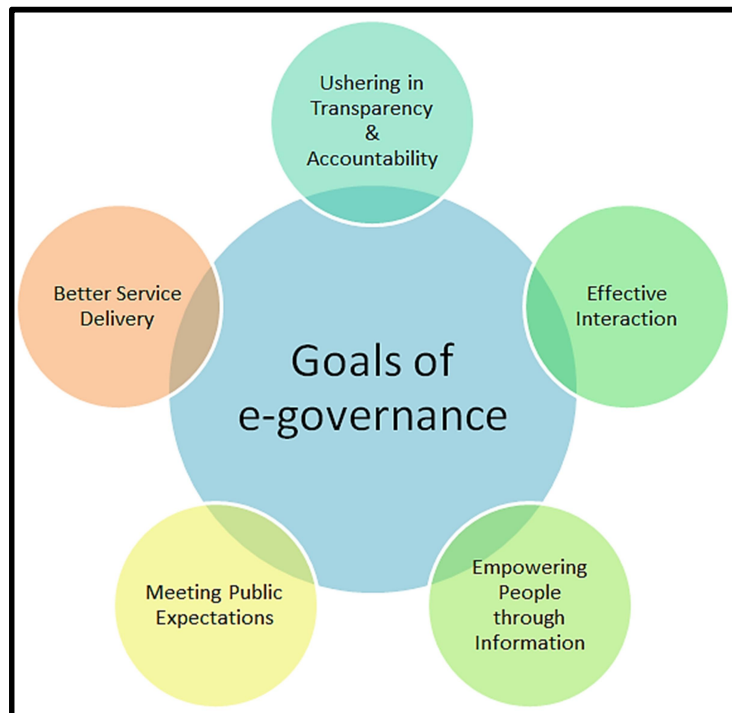 Ushering in
Transparency
&
Accountability
Effective
Interaction
Empowering
People
through
Information
Meeting Public
Expectations
Better Service
Delivery
Goals of
e-governance